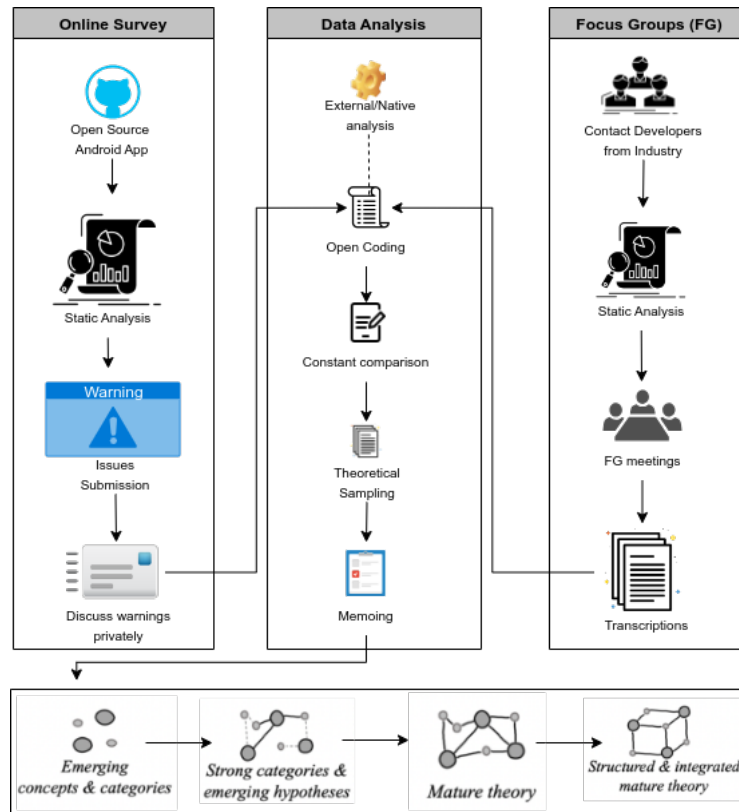 Online Survey
Open Source
Android App
Static Analysis
Warning
Issues
Submission
Discuss warnings
privately
Data Analysis
External/Native
analysis
Open Coding
Constant comparison
Theoretical
Sampling
Memoing
Focus Groups (FG)
Contact Developers
from Industry
Static Analysis
FG meetings
Transcriptions
Emerging
concepts & categories
Strong categories &
emerging hypotheses
Mature theory
Structured & integrated
mature theory